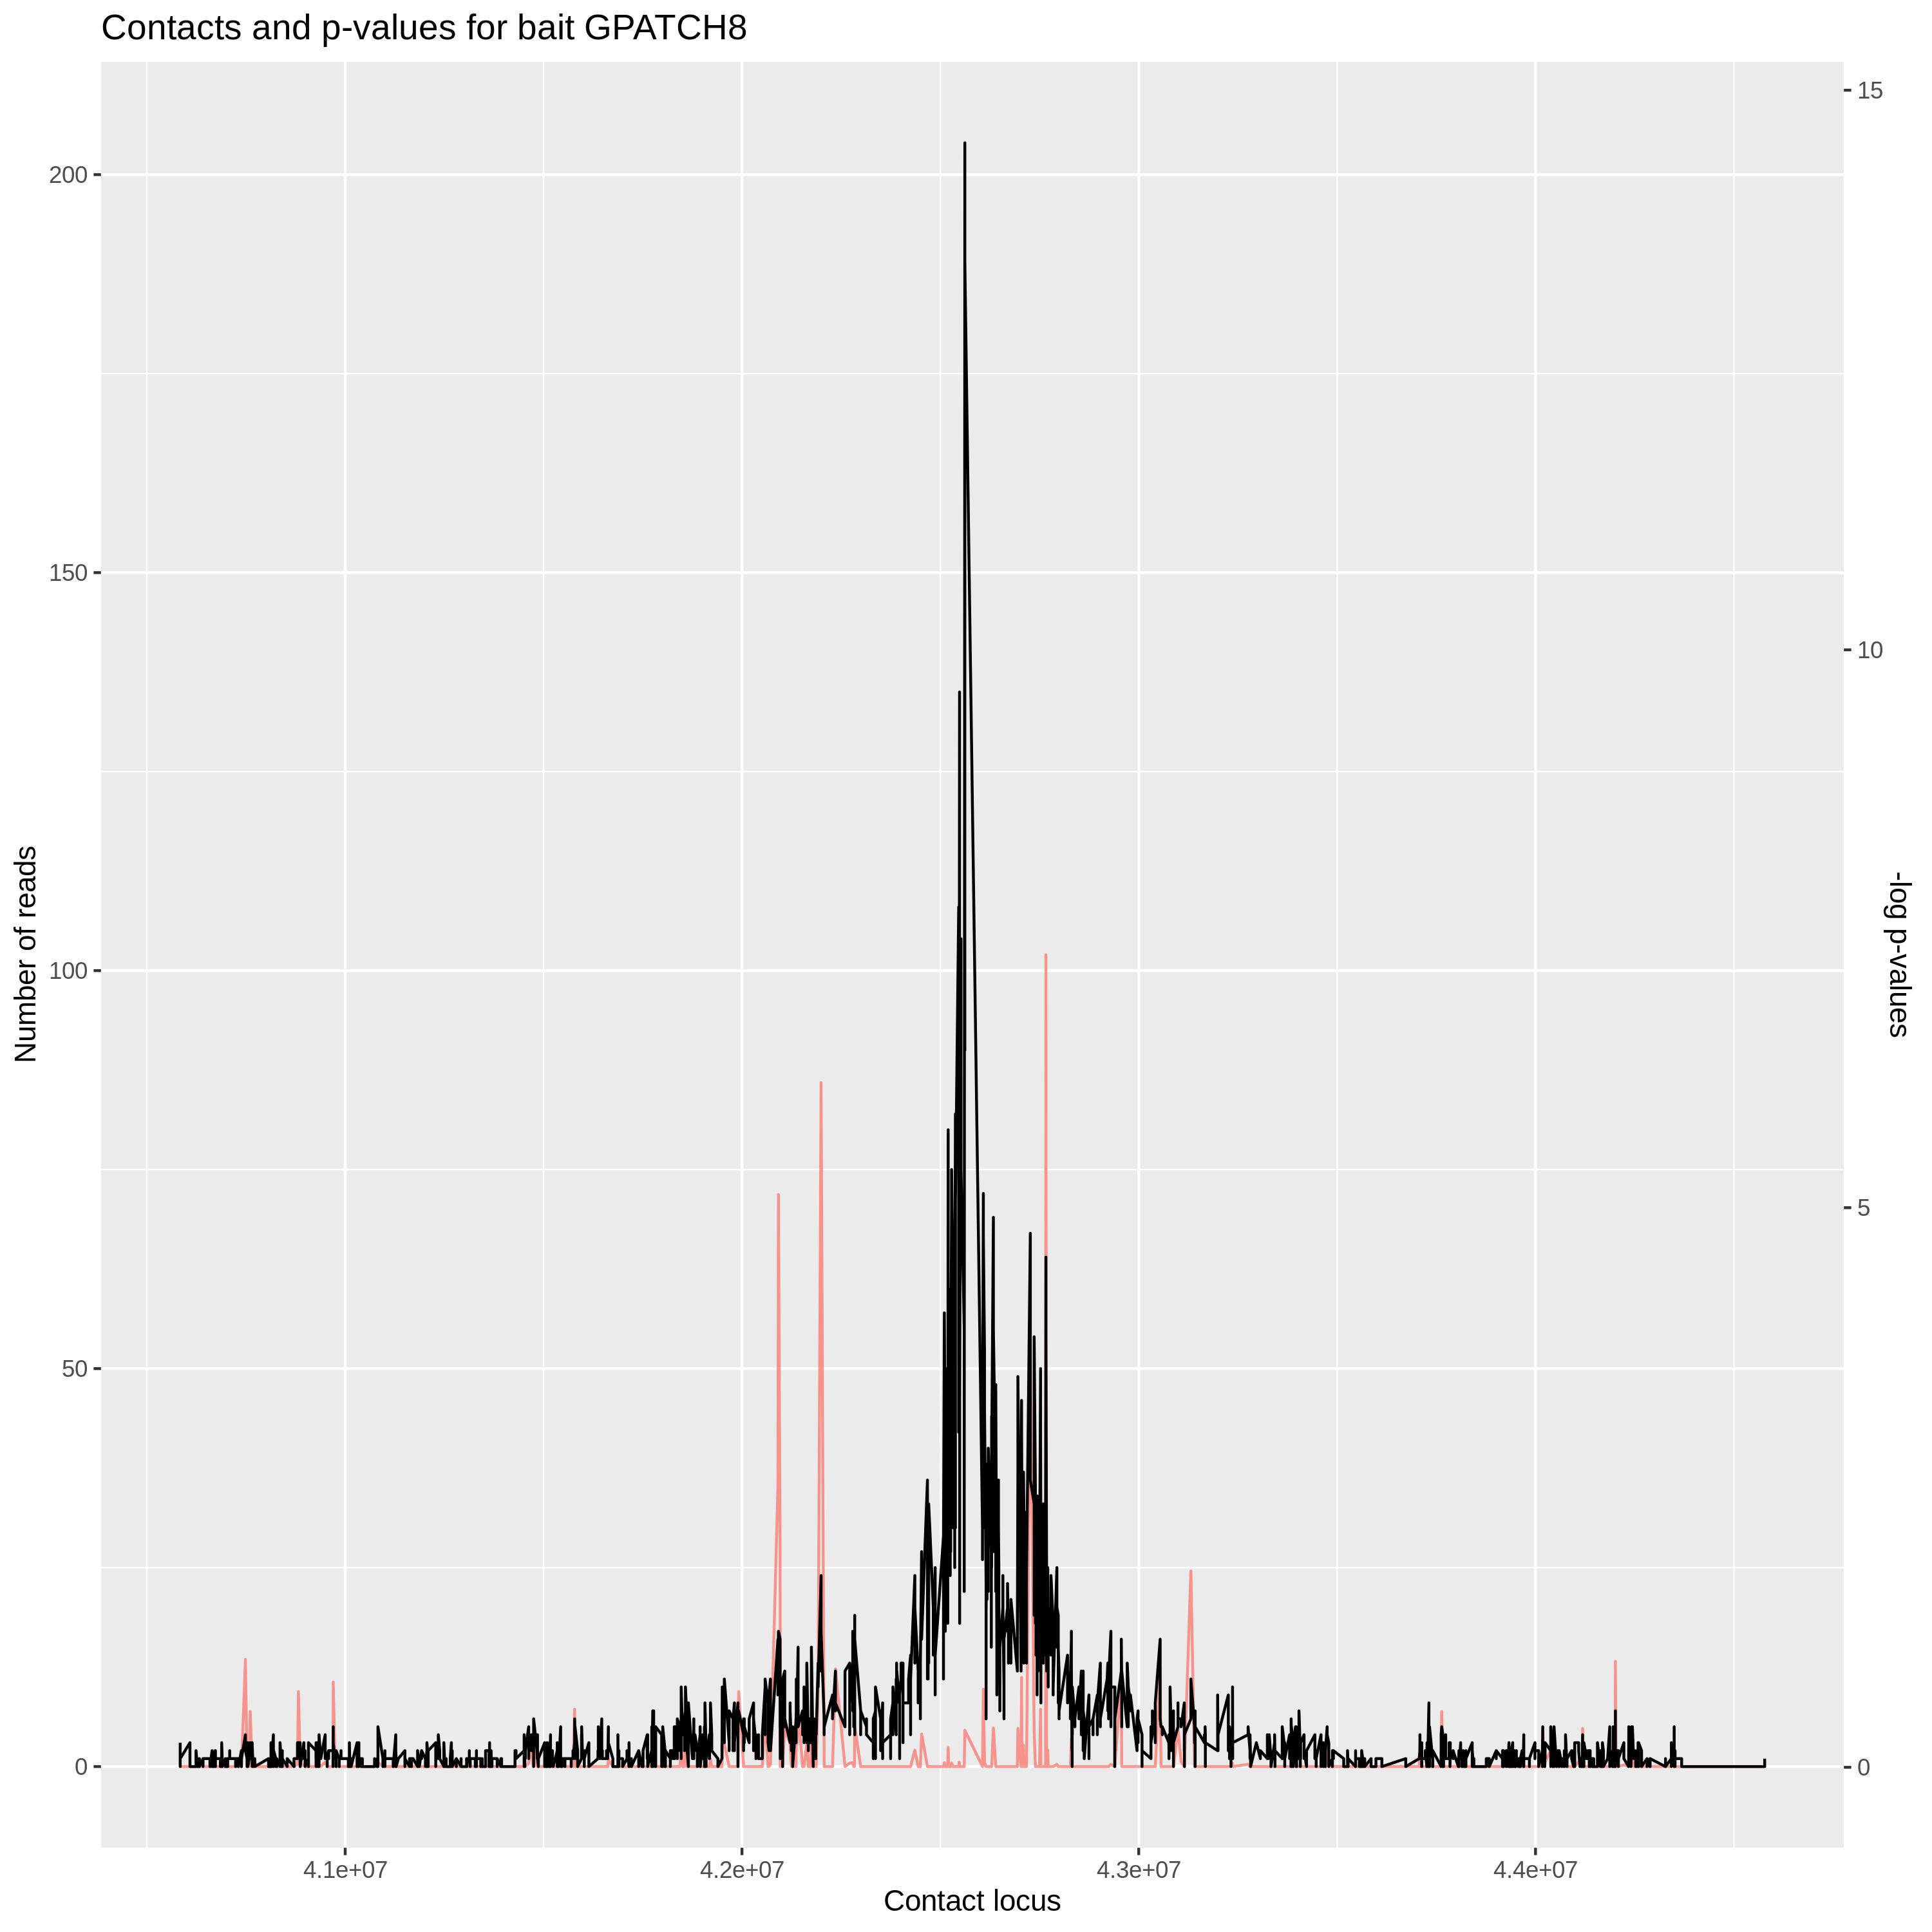 Contacts and p-values for bait GPATCH8
200
150
100
50
0
Number of reads
15
10
5
0
-log p-values
4.1e+07
4.2e+07
4.3e+07
4.4e+07
Contact locus